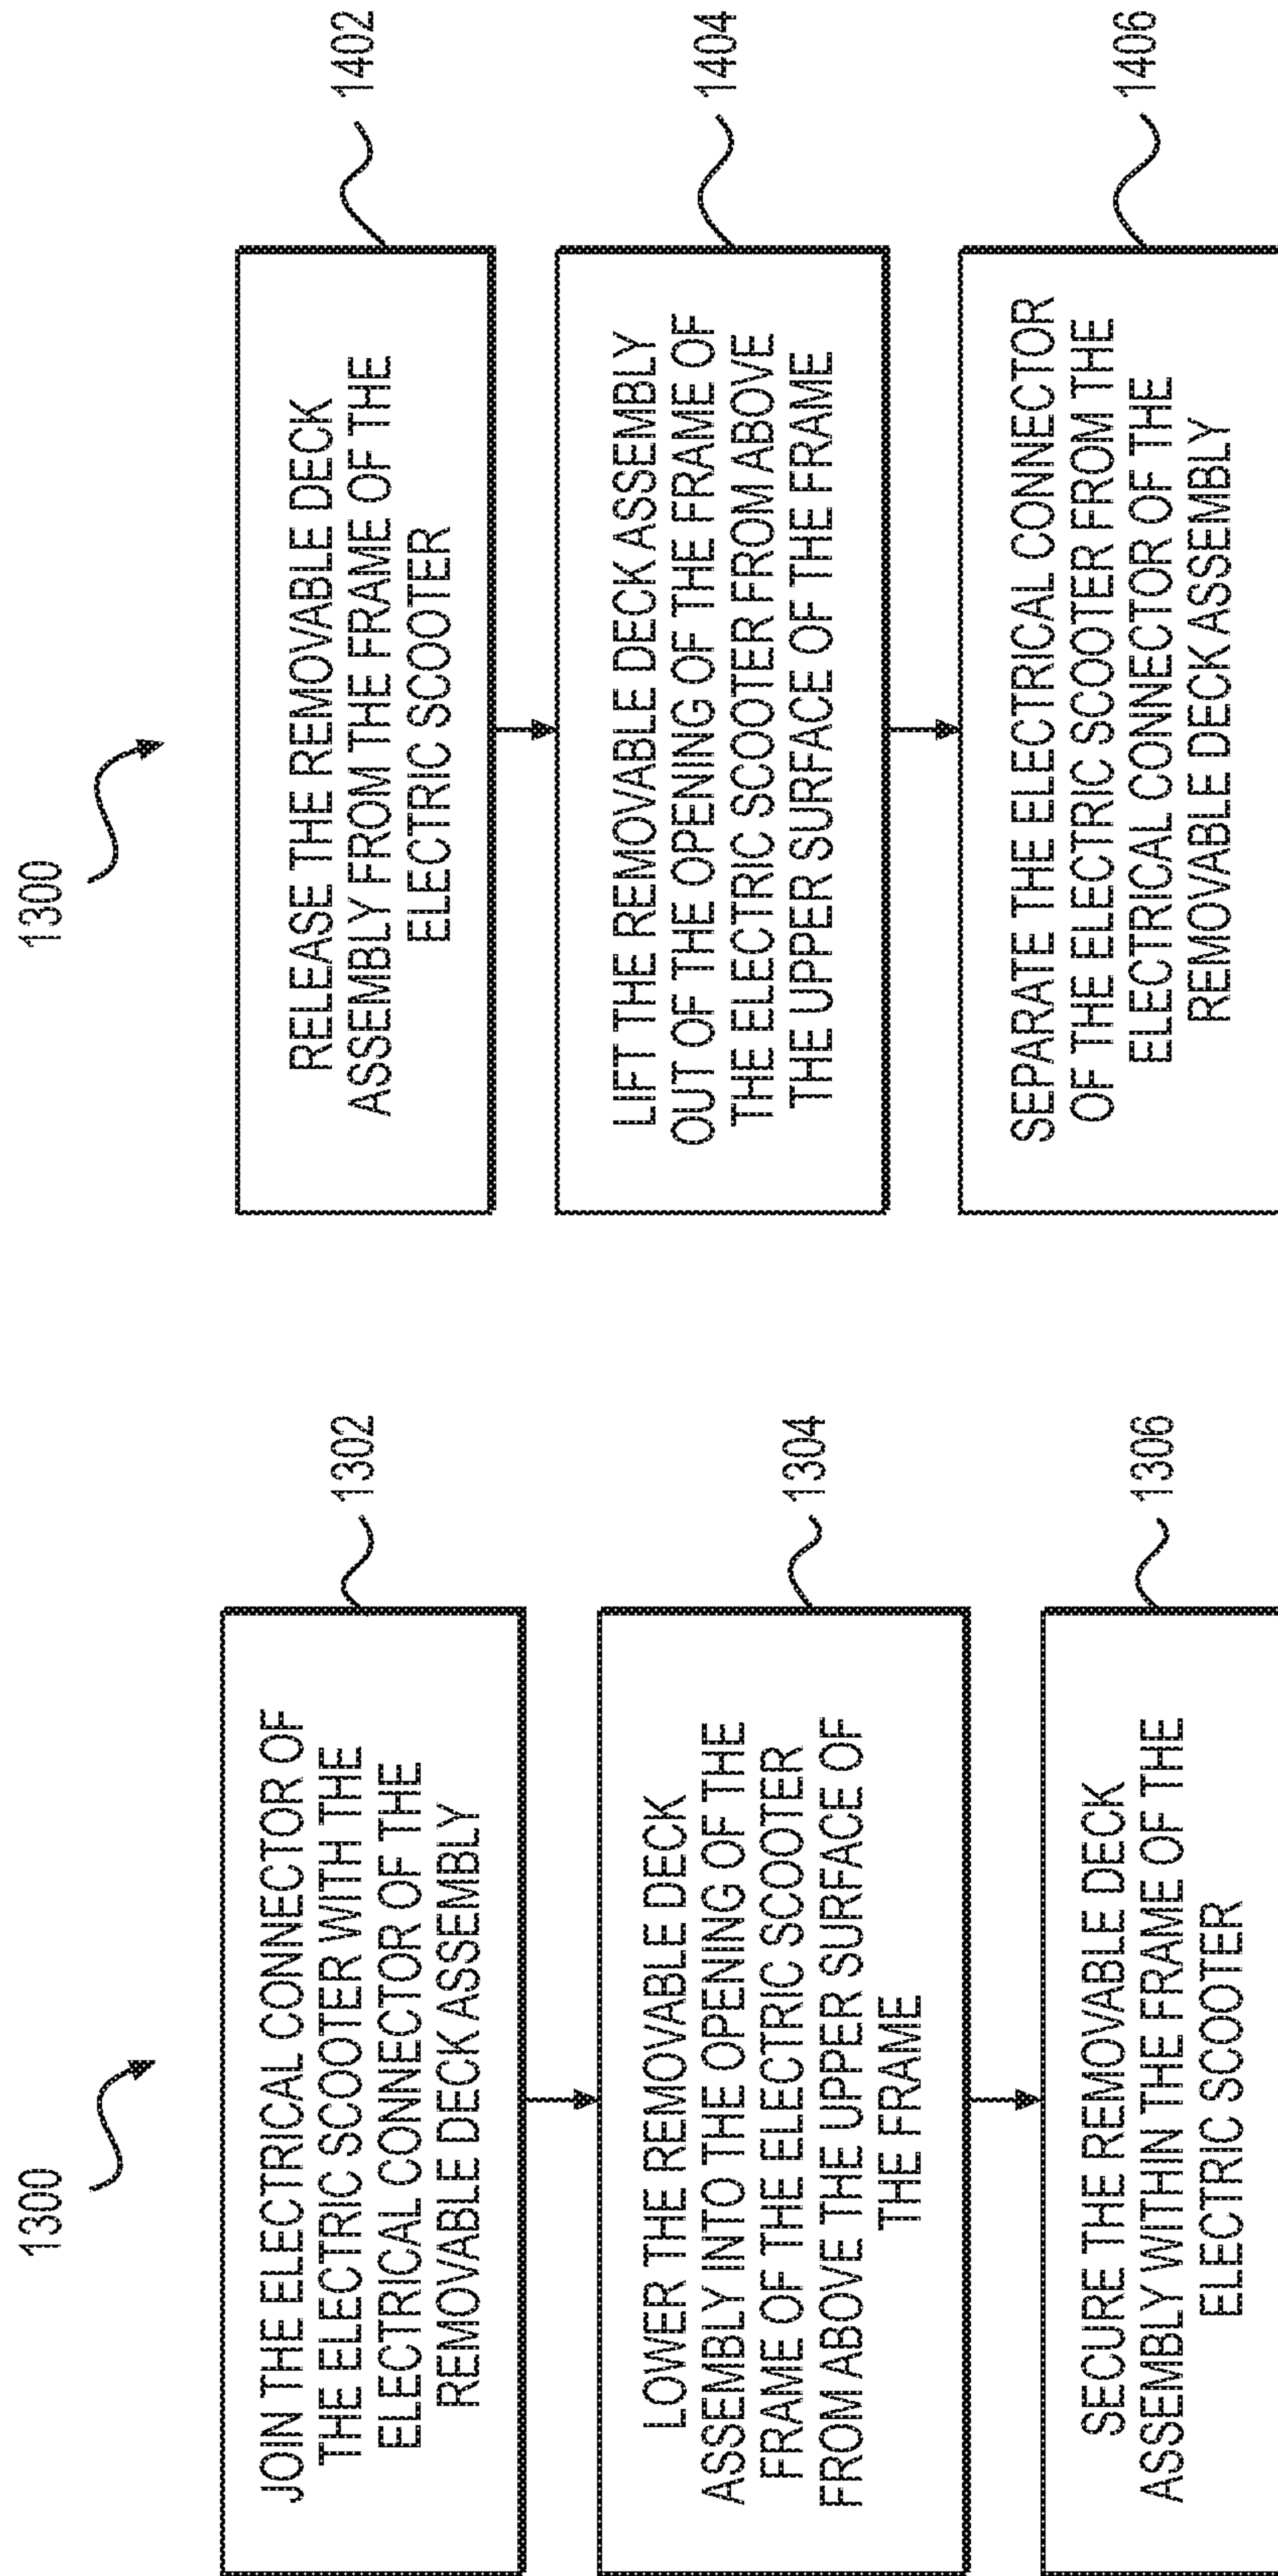 1300
JOIN THE ELECTRICAL CONNECTOR OF
THE ELECTRIC SCOOTER WITH THE
ELECTRICAL CONNECTOR OF THE
REMOVABLE DECK ASSEMBLY
1302
LOWER THE REMOVABLE DECK
ASSEMBLY INTO THE OPENING OF THE
FRAME OF THE ELECTRIC SCOOTER
FROM ABOVE THE UPPER SURFACE OF
THE FRAME
1304
SECURE THE REMOVABLE DECK
ASSEMBLY WITHIN THE FRAME OF THE
ELECTRIC SCOOTER
1306
1300
RELEASE THE REMOVABLE DECK
ASSEMBLY FROM THE FRAME OF THE
ELECTRIC SCOOTER
1402
LIFT THE REMOVABLE DECK ASSEMBLY
OUT OF THE OPENING OF THE FRAME OF
THE ELECTRIC SCOOTER FROM ABOVE
THE UPPER SURFACE OF THE FRAME
1404
SEPARATE THE ELECTRICAL CONNECTOR
OF THE ELECTRIC SCOOTER FROM THE
ELECTRICAL CONNECTOR OF THE
REMOVABLE DECK ASSEMBLY
1406